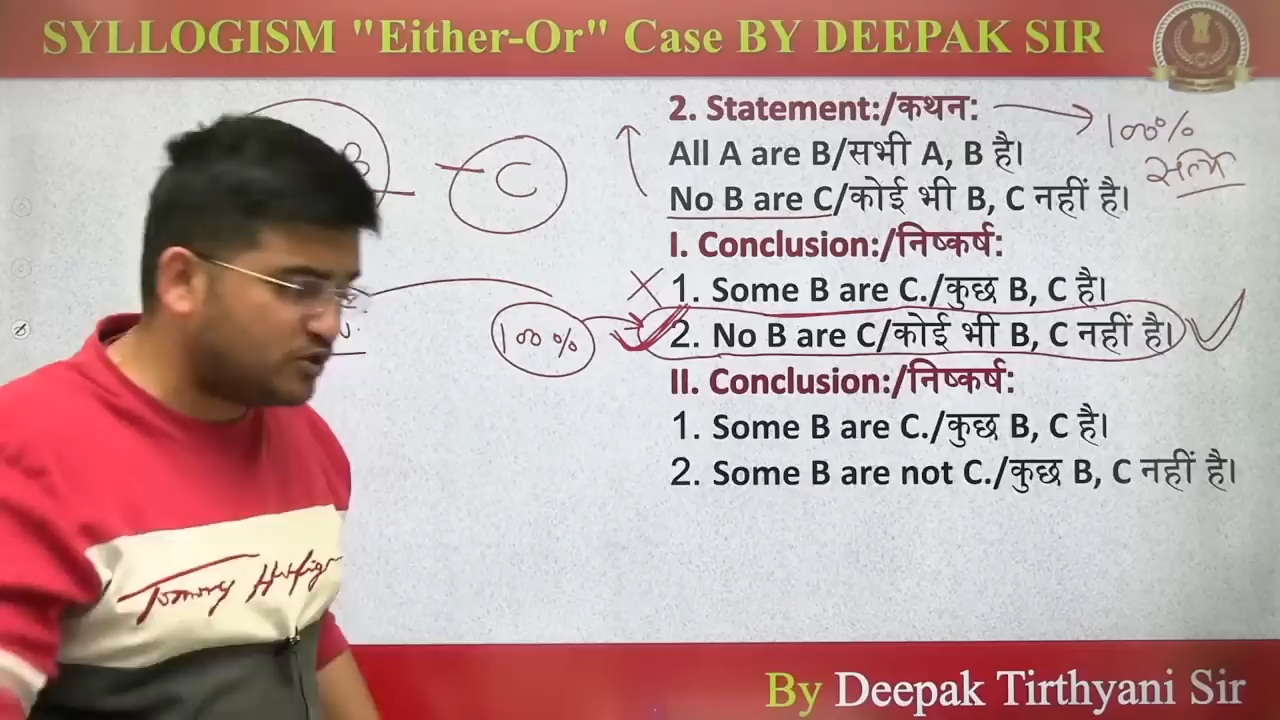 SYLLOGISM "Either-Or" Case BY DEEPAK SIR
2. Statement:/कथन:
100%
सत्य
All A are B/सभी A, B है।
No B are C/कोई भी B, C नहीं है।
B
C
I. Conclusion:/निष्कर्ष:
1. Some B are C./कुछ B, C है।
100%
2. No B are C/कोई भी B, C नहीं है।
II. Conclusion:/निष्कर्ष:
1. Some B are C./कुछ B, C है।
2. Some B are not C./कुछ B, C नहीं है।
Tommy Hilfiger
By Deepak Tirthyani Sir